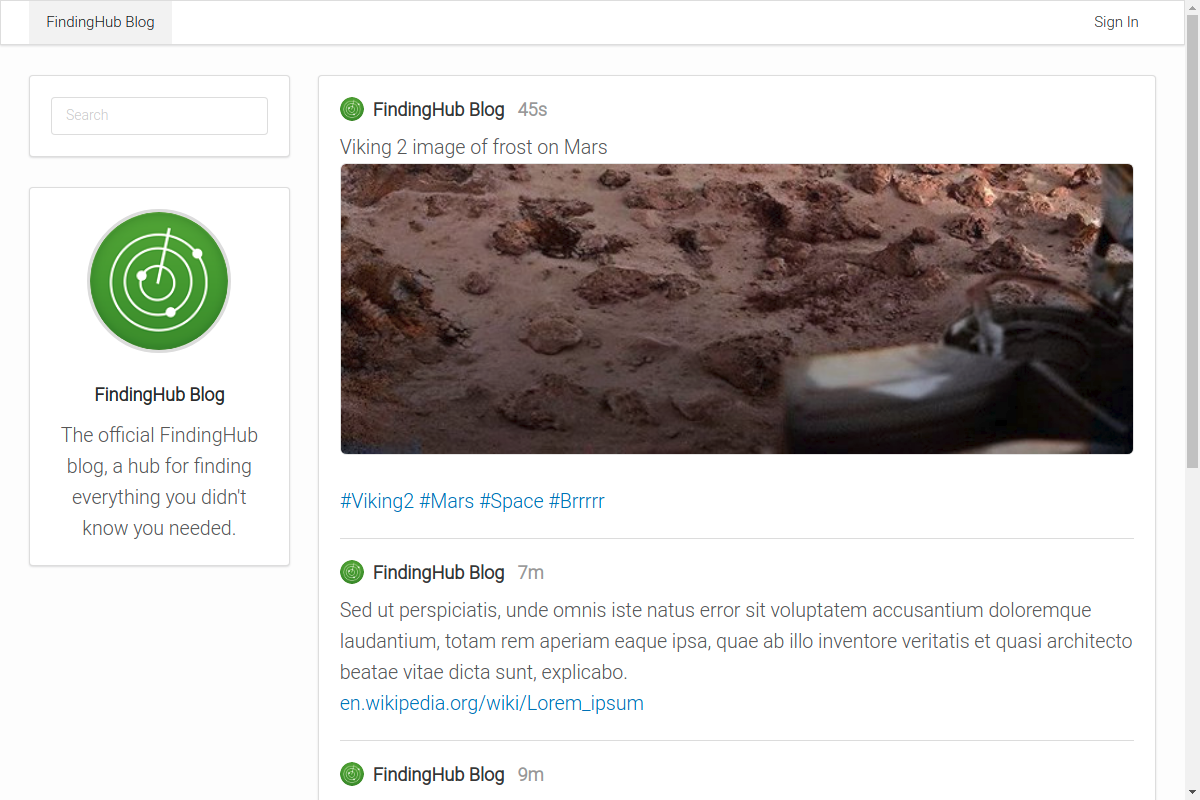 FindingHub Blog
Sign In
Search
FindingHub Blog
The official FindingHub
blog, a hub for finding
everything you didn't
know you needed.
FindingHub Blog 45s
Viking 2 image of frost on Mars
#Viking2 #Mars #Space #Brrrrr
FindingHub Blog 7m
Sed ut perspiciatis, unde omnis iste natus error sit voluptatem accusantium doloremque
laudantium, totam rem aperiam eaque ipsa, quae ab illo inventore veritatis et quasi architecto
beatae vitae dicta sunt, explicabo.
en.wikipedia.org/wiki/Lorem_ipsum
FindingHub Blog 9m